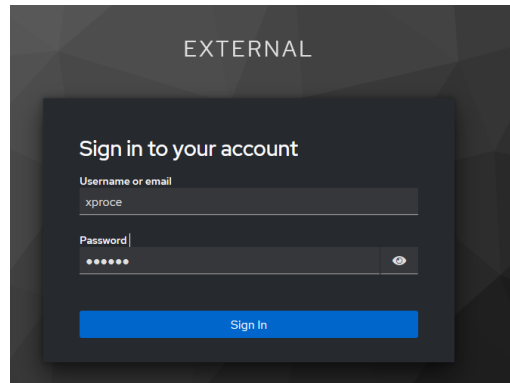 EXTERNAL
Sign in to your account
Username or email
xproce
Password
••••••
Sign In